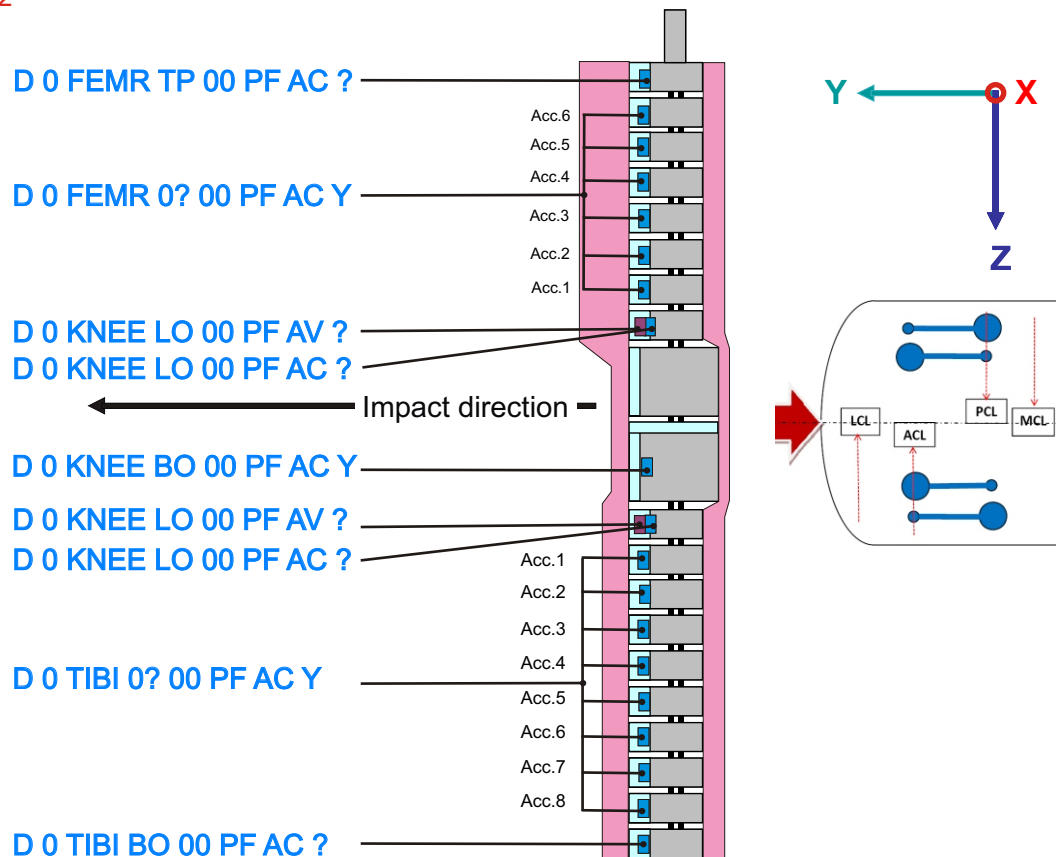 2
D 0 FEMR TP 00 PF AC ?
Acc.6
Acc.5
Acc.4
D 0 FEMR 0? 00 PF AC Y
Acc.3
Acc.2
Acc.1
D 0 KNEE LO 00 PF AV ?
D 0 KNEE LO 00 PF AC ?
Impact direction
D 0 KNEE BO 00 PF AC Y
D 0 KNEE LO 00 PF AV ?
D 0 KNEE LO 00 PF AC ?
Acc.1
Acc.2
Acc.3
Acc.4
D 0 TIBI 0? 00 PF AC Y
Acc.5
Acc.6
Acc.7
Acc.8
D 0 TIBI BO 00 PF AC ?
Y
X
Z
LCL
ACL
PCL
MCL